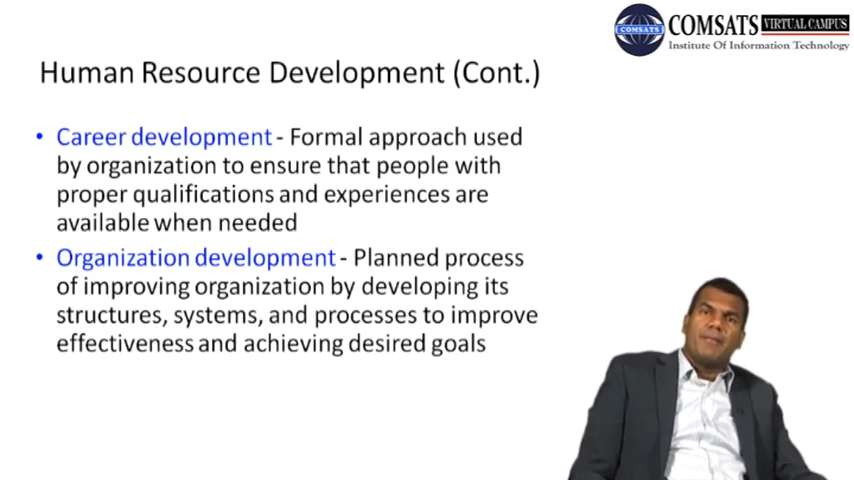 COMSATS VIRTUAL CAMPUS
COMSATS
Institute Of Information Technology
Human Resource Development (Cont.)
• Career development - Formal approach used
by organization to ensure that people with
proper qualifications and experiences are
available when needed
• Organization development - Planned process
of improving organization by developing its
structures, systems, and processes to improve
effectiveness and achieving desired goals